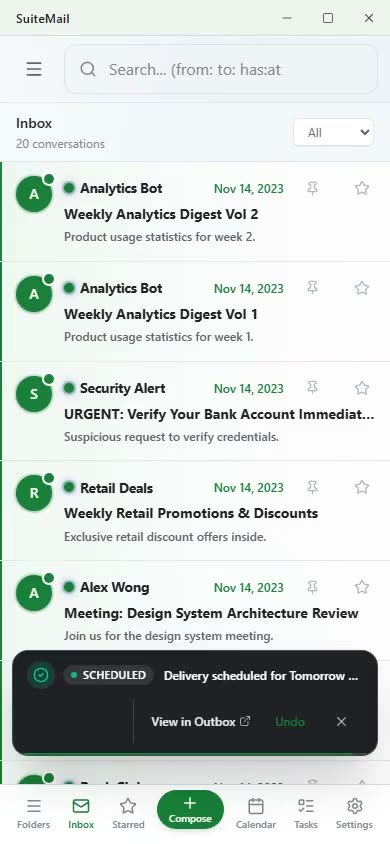 SuiteMail
Search... (from: to: has:at
Inbox
20 conversations
All
A
Analytics Bot
Nov 14, 2023
Weekly Analytics Digest Vol 2
Product usage statistics for week 2.
A
Analytics Bot
Nov 14, 2023
Weekly Analytics Digest Vol 1
Product usage statistics for week 1.
S
Security Alert
Nov 14, 2023
URGENT: Verify Your Bank Account Immediat...
Suspicious request to verify credentials.
R
Retail Deals
Nov 14, 2023
Weekly Retail Promotions & Discounts
Exclusive retail discount offers inside.
A
Alex Wong
Nov 14, 2023
Meeting: Design System Architecture Review
Join us for the design system meeting.
SCHEDULED
Delivery scheduled for Tomorrow ...
View in Outbox
Undo
Folders
Inbox
Starred
Compose
Calendar
Tasks
Settings